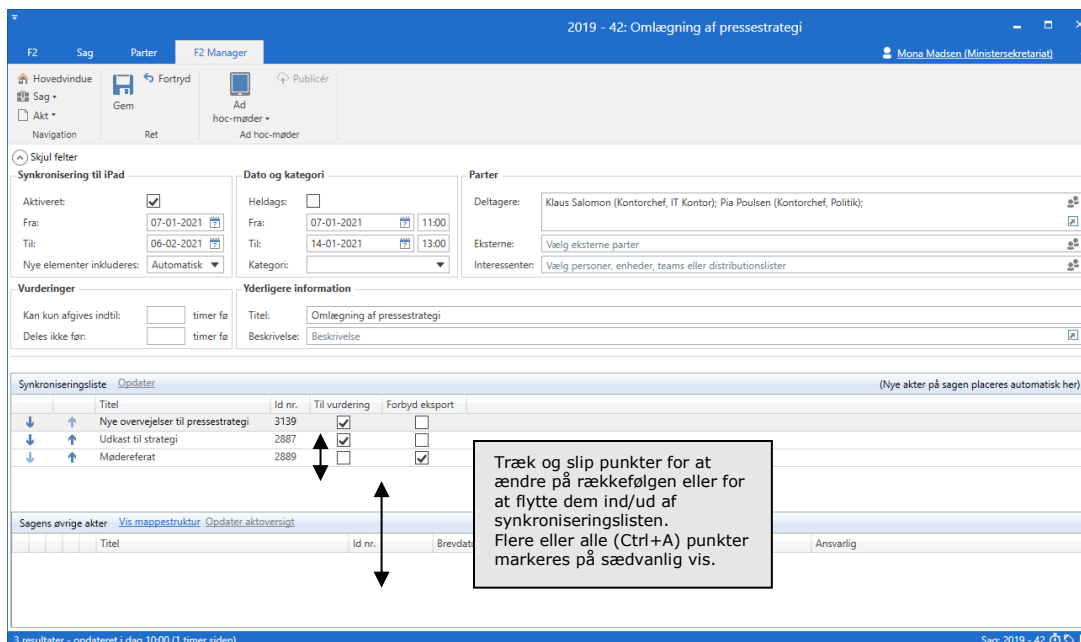 2019 - 42: Omlægning af pressestrategi
F2 Sag Parter F2 Manager
Mona Madsen (Ministersekretariat)
Hovedvindue
Sag
Akt
Navigation
Gem
Fortryd
Ret
Ad
hoc-møder
Publicér
Ad hoc-møder
Skjul felter
Synkronisering til iPad
Aktiveret:
Fra: 07-01-2021
Til: 06-02-2021
Nye elementer inkluderes: Automatisk
Dato og kategori
Heldags:
Fra: 07-01-2021 11:00
Til: 14-01-2021 13:00
Kategori:
Parter
Deltagere: Klaus Salomon (Kontorchef, IT Kontor); Pia Poulsen (Kontorchef, Politik);
Eksterne: Vælg eksterne parter
Interessenter: Vælg personer, enheder, teams eller distributionslister
Vurderinger
Kan kun afgives indtil: timer fø
Deles ikke før: timer fø
Yderligere information
Titel: Omlægning af pressestrategi
Beskrivelse: Beskrivelse
Synkroniseringsliste Opdater (Nye akter på sagen placeres automatisk her)
Titel Id nr. Til vurdering Forbyd eksport
Nye overvejelser til pressestrategi 3139
Udkast til strategi 2887
Mødereferat 2889
Træk og slip punkter for at
ændre på rækkefølgen eller for
at flytte dem ind/ud af
synkroniseringslisten.
Flere eller alle (Ctrl+A) punkter
markeres på sædvanlig vis.
Sagens øvrige akter Vis mappestruktur Opdater aktoversigt
Titel Id nr. Brevdato Ansvarlig
3 resultater - opdateret i dag 10:00 (1 timer siden) Sag: 2019 - 42